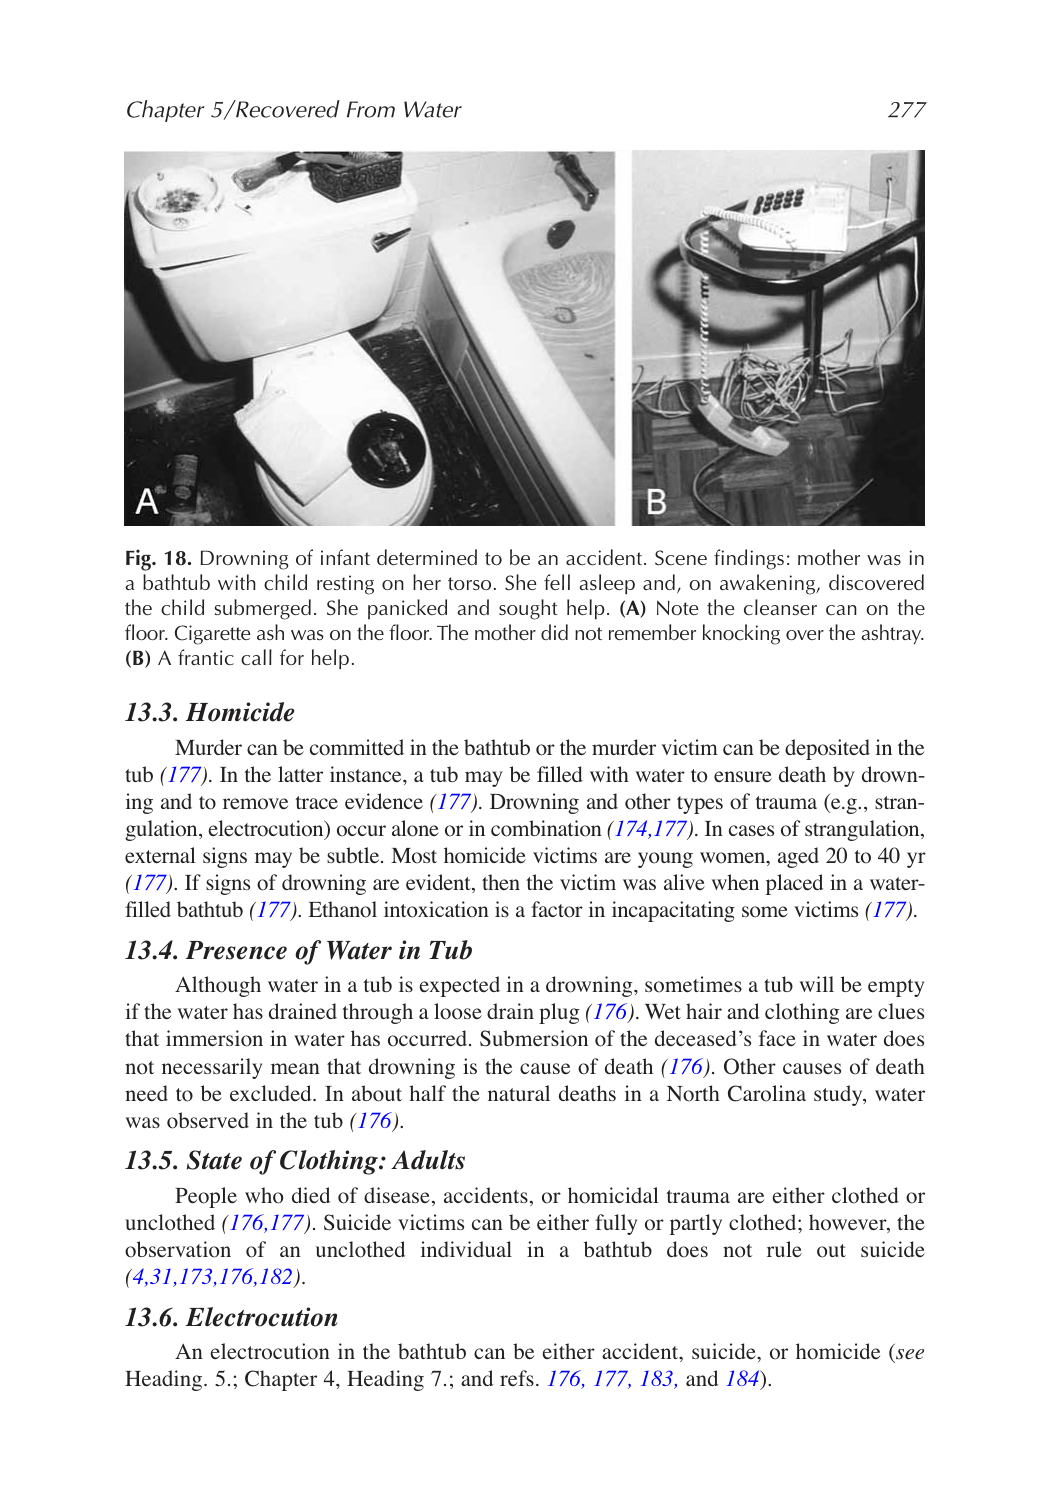 Chapter 5/Recovered From Water 277
A
B
Fig. 18. Drowning of infant determined to be an accident. Scene findings: mother was in
a bathtub with child resting on her torso. She fell asleep and, on awakening, discovered
the child submerged. She panicked and sought help. (A) Note the cleanser can on the
floor. Cigarette ash was on the floor. The mother did not remember knocking over the ashtray.
(B) A frantic call for help.
13.3. Homicide
Murder can be committed in the bathtub or the murder victim can be deposited in the
tub (177). In the latter instance, a tub may be filled with water to ensure death by drown-
ing and to remove trace evidence (177). Drowning and other types of trauma (e.g., stran-
gulation, electrocution) occur alone or in combination (174,177). In cases of strangulation,
external signs may be subtle. Most homicide victims are young women, aged 20 to 40 yr
(177). If signs of drowning are evident, then the victim was alive when placed in a water-
filled bathtub (177). Ethanol intoxication is a factor in incapacitating some victims (177).
13.4. Presence of Water in Tub
Although water in a tub is expected in a drowning, sometimes a tub will be empty
if the water has drained through a loose drain plug (176). Wet hair and clothing are clues
that immersion in water has occurred. Submersion of the deceased's face in water does
not necessarily mean that drowning is the cause of death (176). Other causes of death
need to be excluded. In about half the natural deaths in a North Carolina study, water
was observed in the tub (176).
13.5. State of Clothing: Adults
People who died of disease, accidents, or homicidal trauma are either clothed or
unclothed (176,177). Suicide victims can be either fully or partly clothed; however, the
observation of an unclothed individual in a bathtub does not rule out suicide
(4,31,173,176,182).
13.6. Electrocution
An electrocution in the bathtub can be either accident, suicide, or homicide (see
Heading. 5.; Chapter 4, Heading 7.; and refs. 176, 177, 183, and 184).